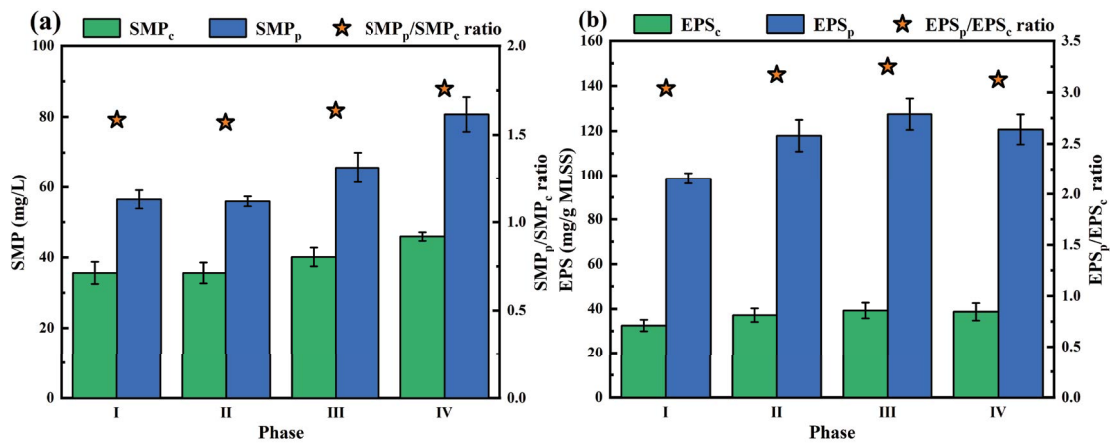 (a)
SMPc SMPp SMPp/SMPc ratio
100
80
60
40
20
0
SMP (mg/L)
2.0
1.5
1.0
0.5
0.0
SMPp/SMPc ratio
I II III IV
Phase
(b)
EPSc EPSp EPSp/EPSc ratio
160
140
120
100
80
60
40
20
0
EPS (mg/g MLSS)
3.5
3.0
2.5
2.0
1.5
1.0
0.5
0.0
EPSp/EPSc ratio
I II III IV
Phase